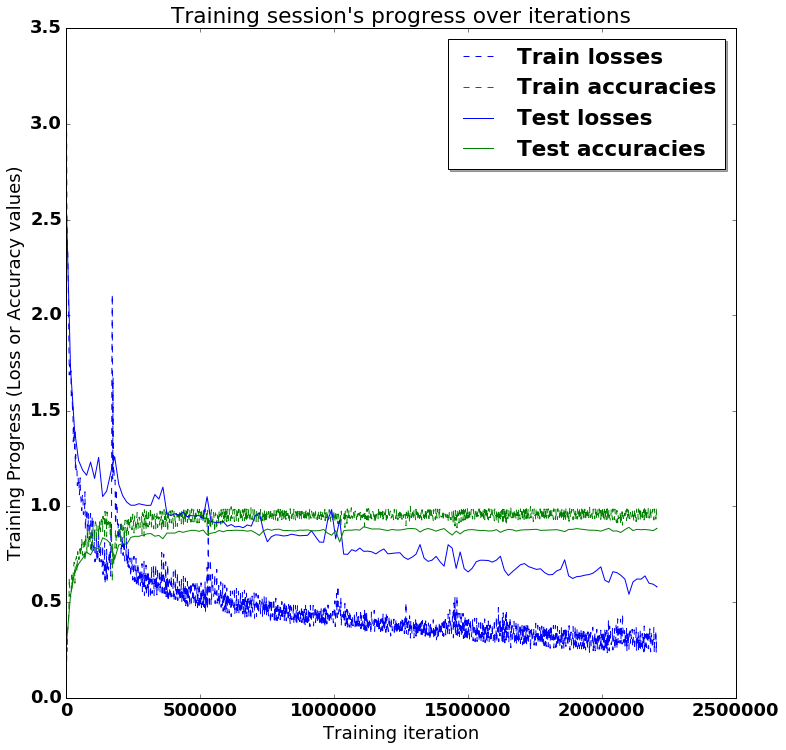 Training session's progress over iterations
Train losses
Train accuracies
Test losses
Test accuracies
Training Progress (Loss or Accuracy values)
3.5
3.0
2.5
2.0
1.5
1.0
0.5
0.0
0 500000 1000000 1500000 2000000 2500000
Training iteration